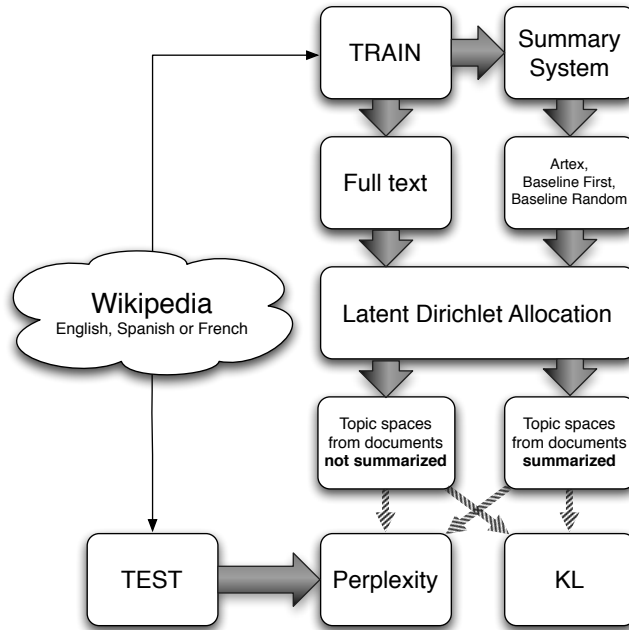 TRAIN
Summary
System
Full text
Artex,
Baseline First,
Baseline Random
Wikipedia
English, Spanish or French
Latent Dirichlet Allocation
Topic spaces
from documents
not summarized
Topic spaces
from documents
summarized
TEST
Perplexity
KL